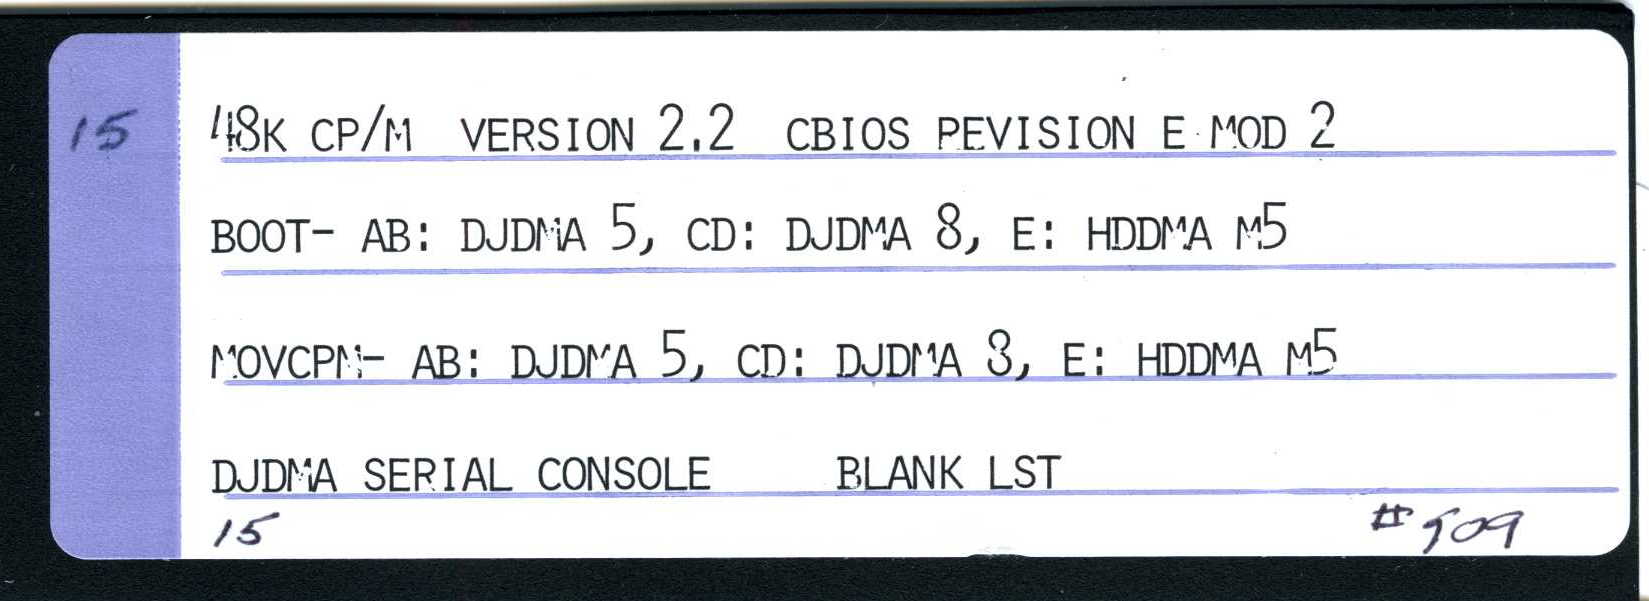 15
48K CP/M VERSION 2.2 CBIOS REVISION E MOD 2
BOOT- AB: DJDMA 5, CD: DJDMA 8, E: HDDMA M5
MOVCPM- AB: DJDMA 5, CD: DJDMA 8, E: HDDMA M5
DJDMA SERIAL CONSOLE BLANK LST
15 #509